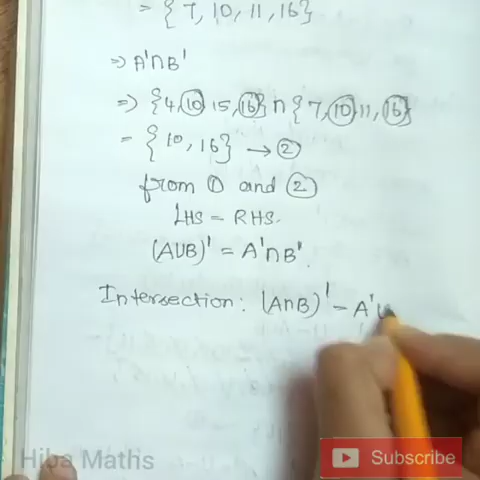 = {7, 10, 11, 16}
⇒ A'∩B'
⇒ {4, 10, 15, 16} ∩ {7, 10, 11, 16}
= {10, 16} → ②
from ① and ②
LHS = RHS.
(A∪B)' = A'∩B'.
Intersection: (A∩B)' = A'∪
Hiba Maths
Subscribe